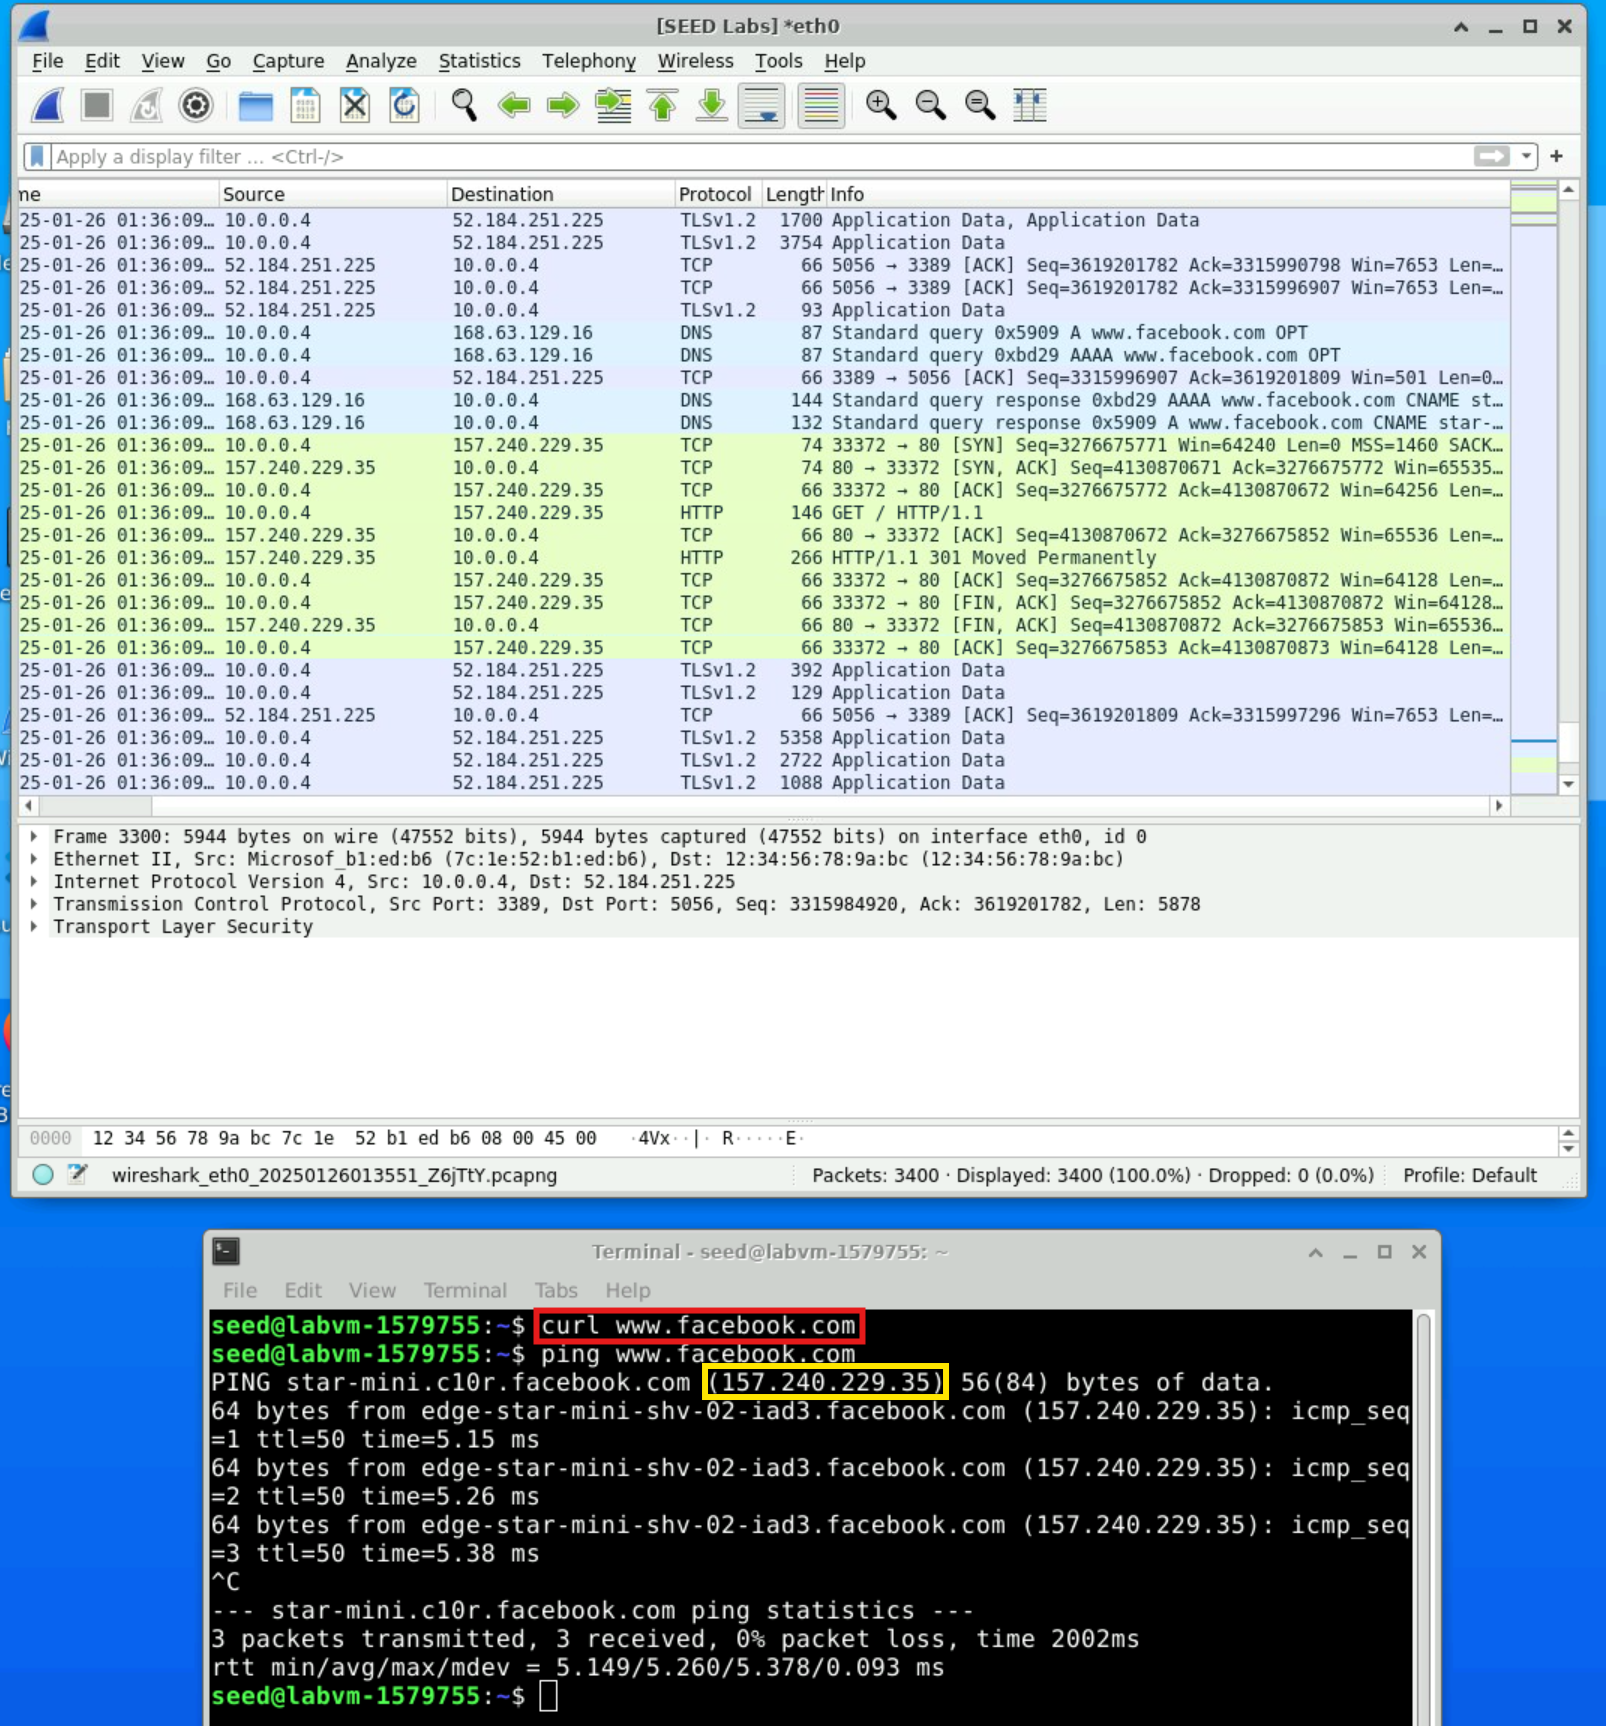 [SEED Labs] *eth0
File Edit View Go Capture Analyze Statistics Telephony Wireless Tools Help
Apply a display filter … <Ctrl-/>
ne Source Destination Protocol Length Info
25-01-26 01:36:09… 10.0.0.4 52.184.251.225 TLSv1.2 1700 Application Data, Application Data
25-01-26 01:36:09… 10.0.0.4 52.184.251.225 TLSv1.2 3754 Application Data
25-01-26 01:36:09… 52.184.251.225 10.0.0.4 TCP 66 5056 → 3389 [ACK] Seq=3619201782 Ack=3315990798 Win=7653 Len=…
25-01-26 01:36:09… 52.184.251.225 10.0.0.4 TCP 66 5056 → 3389 [ACK] Seq=3619201782 Ack=3315996907 Win=7653 Len=…
25-01-26 01:36:09… 52.184.251.225 10.0.0.4 TLSv1.2 93 Application Data
25-01-26 01:36:09… 10.0.0.4 168.63.129.16 DNS 87 Standard query 0x5909 A www.facebook.com OPT
25-01-26 01:36:09… 10.0.0.4 168.63.129.16 DNS 87 Standard query 0xbd29 AAAA www.facebook.com OPT
25-01-26 01:36:09… 10.0.0.4 52.184.251.225 TCP 66 3389 → 5056 [ACK] Seq=3315996907 Ack=3619201809 Win=501 Len=0…
25-01-26 01:36:09… 168.63.129.16 10.0.0.4 DNS 144 Standard query response 0xbd29 AAAA www.facebook.com CNAME st…
25-01-26 01:36:09… 168.63.129.16 10.0.0.4 DNS 132 Standard query response 0x5909 A www.facebook.com CNAME star-…
25-01-26 01:36:09… 10.0.0.4 157.240.229.35 TCP 74 33372 → 80 [SYN] Seq=3276675771 Win=64240 Len=0 MSS=1460 SACK…
25-01-26 01:36:09… 157.240.229.35 10.0.0.4 TCP 74 80 → 33372 [SYN, ACK] Seq=4130870671 Ack=3276675772 Win=65535…
25-01-26 01:36:09… 10.0.0.4 157.240.229.35 TCP 66 33372 → 80 [ACK] Seq=3276675772 Ack=4130870672 Win=64256 Len=…
25-01-26 01:36:09… 10.0.0.4 157.240.229.35 HTTP 146 GET / HTTP/1.1
25-01-26 01:36:09… 157.240.229.35 10.0.0.4 TCP 66 80 → 33372 [ACK] Seq=4130870672 Ack=3276675852 Win=65536 Len=…
25-01-26 01:36:09… 157.240.229.35 10.0.0.4 HTTP 266 HTTP/1.1 301 Moved Permanently
25-01-26 01:36:09… 10.0.0.4 157.240.229.35 TCP 66 33372 → 80 [ACK] Seq=3276675852 Ack=4130870872 Win=64128 Len=…
25-01-26 01:36:09… 10.0.0.4 157.240.229.35 TCP 66 33372 → 80 [FIN, ACK] Seq=3276675852 Ack=4130870872 Win=64128…
25-01-26 01:36:09… 157.240.229.35 10.0.0.4 TCP 66 80 → 33372 [FIN, ACK] Seq=4130870872 Ack=3276675853 Win=65536…
25-01-26 01:36:09… 10.0.0.4 157.240.229.35 TCP 66 33372 → 80 [ACK] Seq=3276675853 Ack=4130870873 Win=64128 Len=…
25-01-26 01:36:09… 10.0.0.4 52.184.251.225 TLSv1.2 392 Application Data
25-01-26 01:36:09… 10.0.0.4 52.184.251.225 TLSv1.2 129 Application Data
25-01-26 01:36:09… 52.184.251.225 10.0.0.4 TCP 66 5056 → 3389 [ACK] Seq=3619201809 Ack=3315997296 Win=7653 Len=…
25-01-26 01:36:09… 10.0.0.4 52.184.251.225 TLSv1.2 5358 Application Data
25-01-26 01:36:09… 10.0.0.4 52.184.251.225 TLSv1.2 2722 Application Data
25-01-26 01:36:09… 10.0.0.4 52.184.251.225 TLSv1.2 1088 Application Data
Frame 3300: 5944 bytes on wire (47552 bits), 5944 bytes captured (47552 bits) on interface eth0, id 0
Ethernet II, Src: Microsof_b1:ed:b6 (7c:1e:52:b1:ed:b6), Dst: 12:34:56:78:9a:bc (12:34:56:78:9a:bc)
Internet Protocol Version 4, Src: 10.0.0.4, Dst: 52.184.251.225
Transmission Control Protocol, Src Port: 3389, Dst Port: 5056, Seq: 3315984920, Ack: 3619201782, Len: 5878
Transport Layer Security
0000 12 34 56 78 9a bc 7c 1e 52 b1 ed b6 08 00 45 00 ·4Vx··|· R·····E·
wireshark_eth0_20250126013551_Z6jTtY.pcapng Packets: 3400 · Displayed: 3400 (100.0%) · Dropped: 0 (0.0%) Profile: Default
Terminal - seed@labvm-1579755: ~
File Edit View Terminal Tabs Help
seed@labvm-1579755:~$ curl www.facebook.com
seed@labvm-1579755:~$ ping www.facebook.com
PING star-mini.c10r.facebook.com (157.240.229.35) 56(84) bytes of data.
64 bytes from edge-star-mini-shv-02-iad3.facebook.com (157.240.229.35): icmp_seq
=1 ttl=50 time=5.15 ms
64 bytes from edge-star-mini-shv-02-iad3.facebook.com (157.240.229.35): icmp_seq
=2 ttl=50 time=5.26 ms
64 bytes from edge-star-mini-shv-02-iad3.facebook.com (157.240.229.35): icmp_seq
=3 ttl=50 time=5.38 ms
^C
--- star-mini.c10r.facebook.com ping statistics ---
3 packets transmitted, 3 received, 0% packet loss, time 2002ms
rtt min/avg/max/mdev = 5.149/5.260/5.378/0.093 ms
seed@labvm-1579755:~$